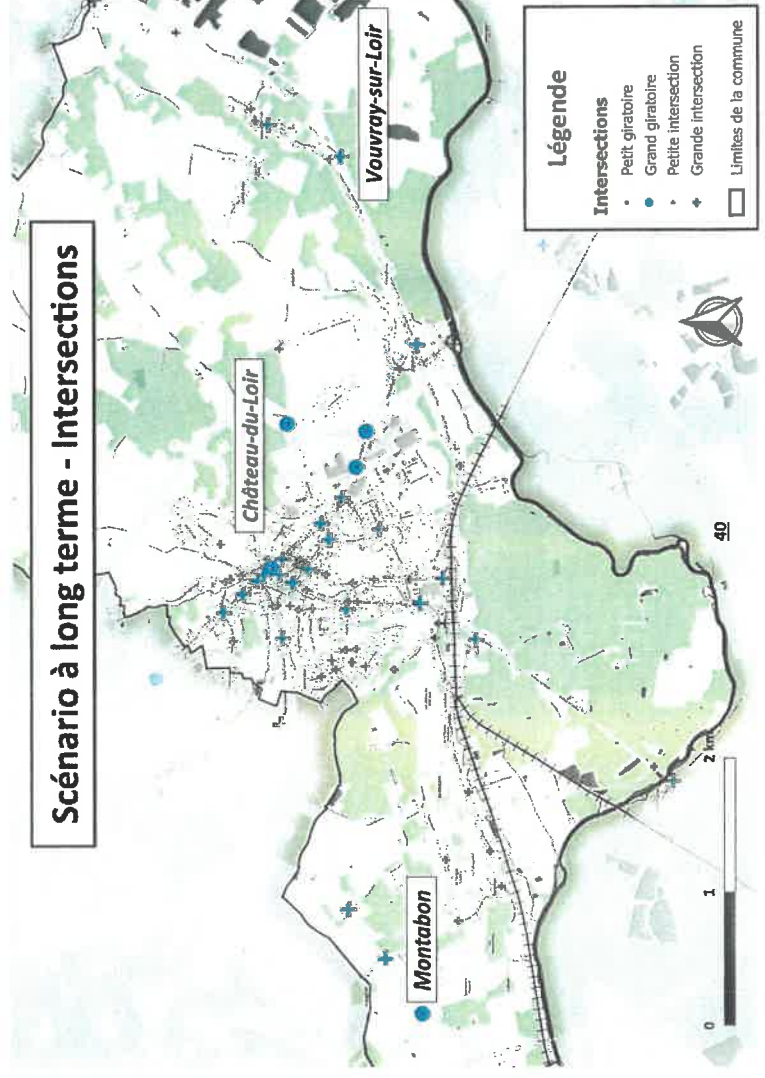 Scénario à long terme - Intersections
Château-du-Loir
Vouvray-sur-Loir
Montabon
Légende
Intersections
Petit giratoire
Grand giratoire
Petite intersection
Grande intersection
Limites de la commune
0 1 2 km
40